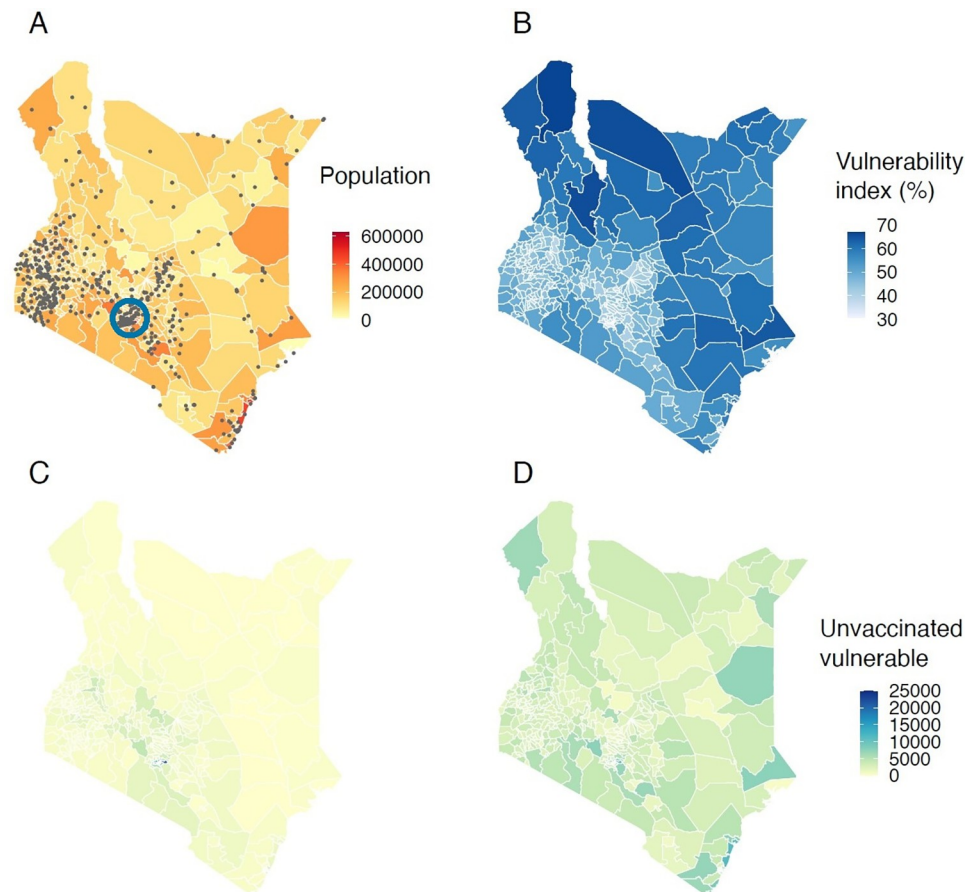 A
B
Population
600000
400000
200000
0
Vulnerability
index (%)
70
60
50
40
30
C
D
Unvaccinated
vulnerable
25000
20000
15000
10000
5000
0